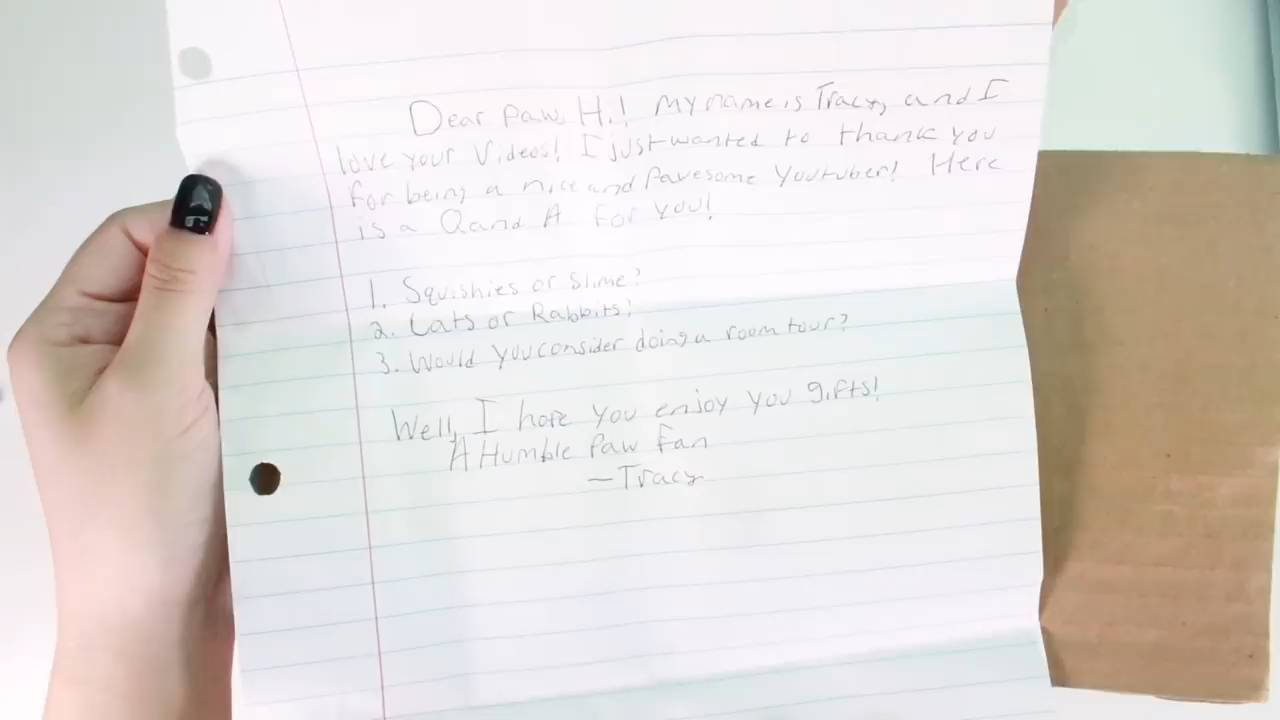 Dear Paw, Hi! My name is Tracy, and I
love your Videos! I just wanted to thank you
for being a nice and Pawesome Youtuber! Here
is a Q and A for you!
1. Squishies or Slime?
2. Cats or Rabbits?
3. Would you consider doing a room tour?
Well, I hope you enjoy you gifts!
A Humble Paw Fan
—Tracy